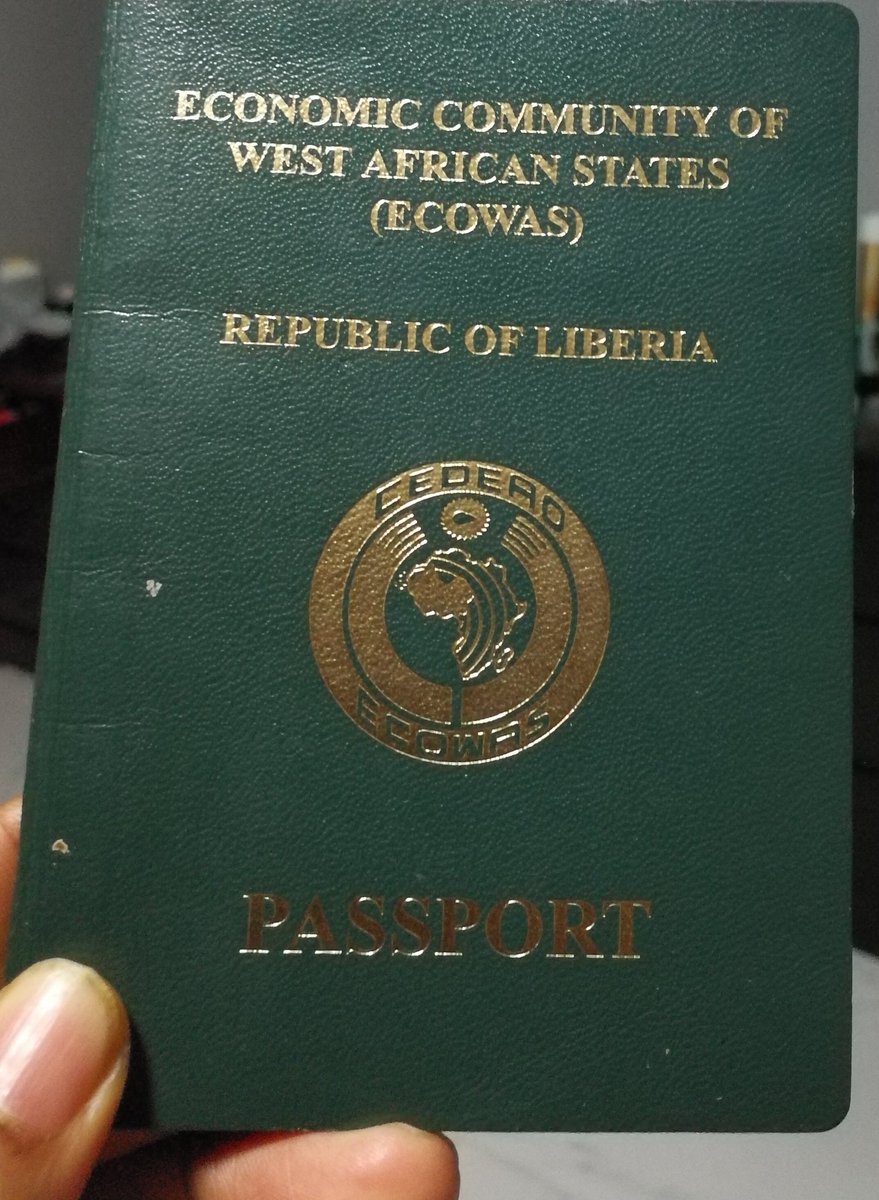 ECONOMIC COMMUNITY OF
WEST AFRICAN STATES
(ECOWAS)
REPUBLIC OF LIBERIA
CEDEAO
ECOWAS
PASSPORT